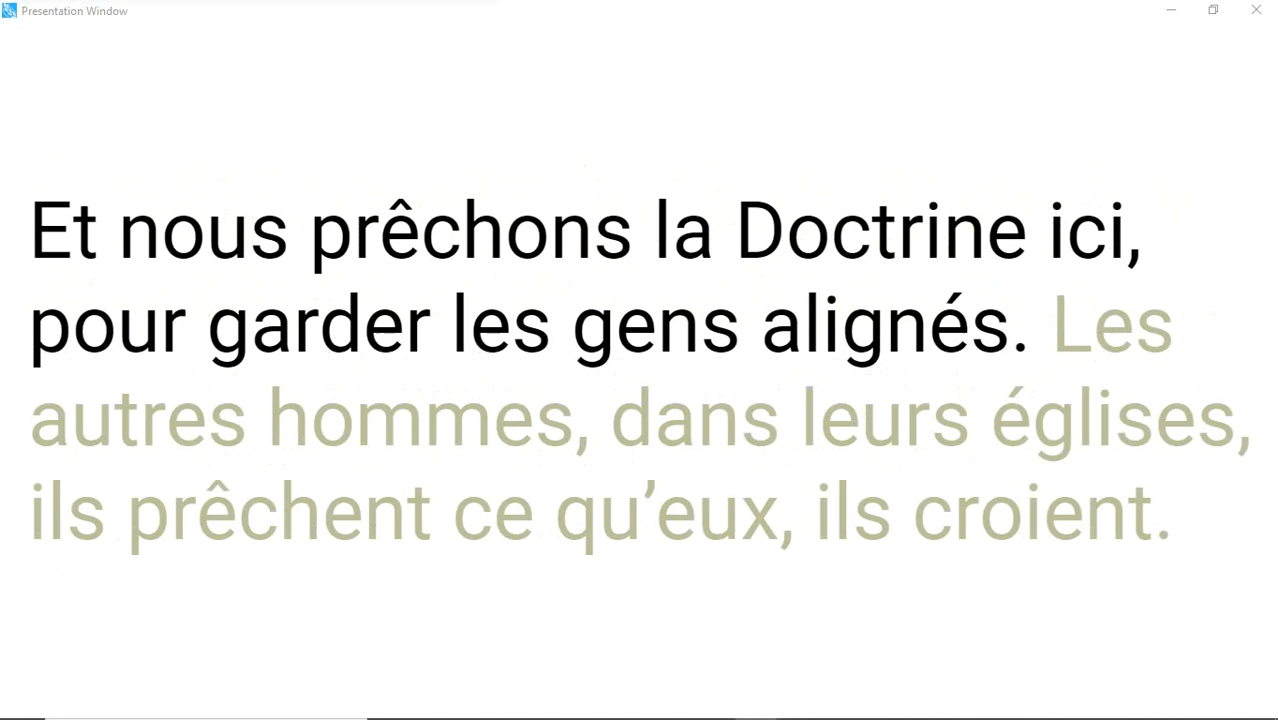 Presentation Window
Et nous prêchons la Doctrine ici,
pour garder les gens alignés. Les
autres hommes, dans leurs églises,
ils prêchent ce qu’eux, ils croient.